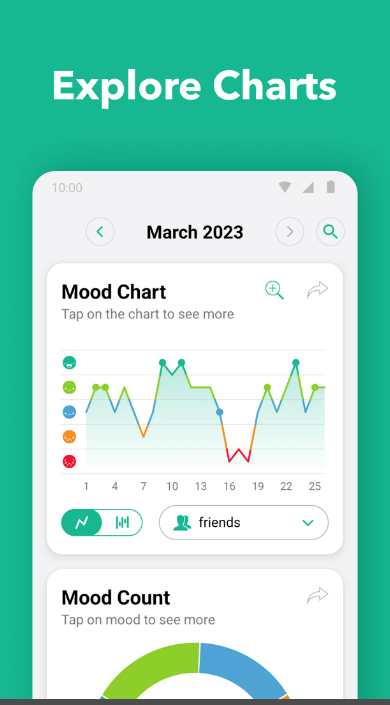 Explore Charts
10:00
March 2023
Mood Chart
Tap on the chart to see more
1 4 7 10 13 16 19 22 25
friends
Mood Count
Tap on mood to see more